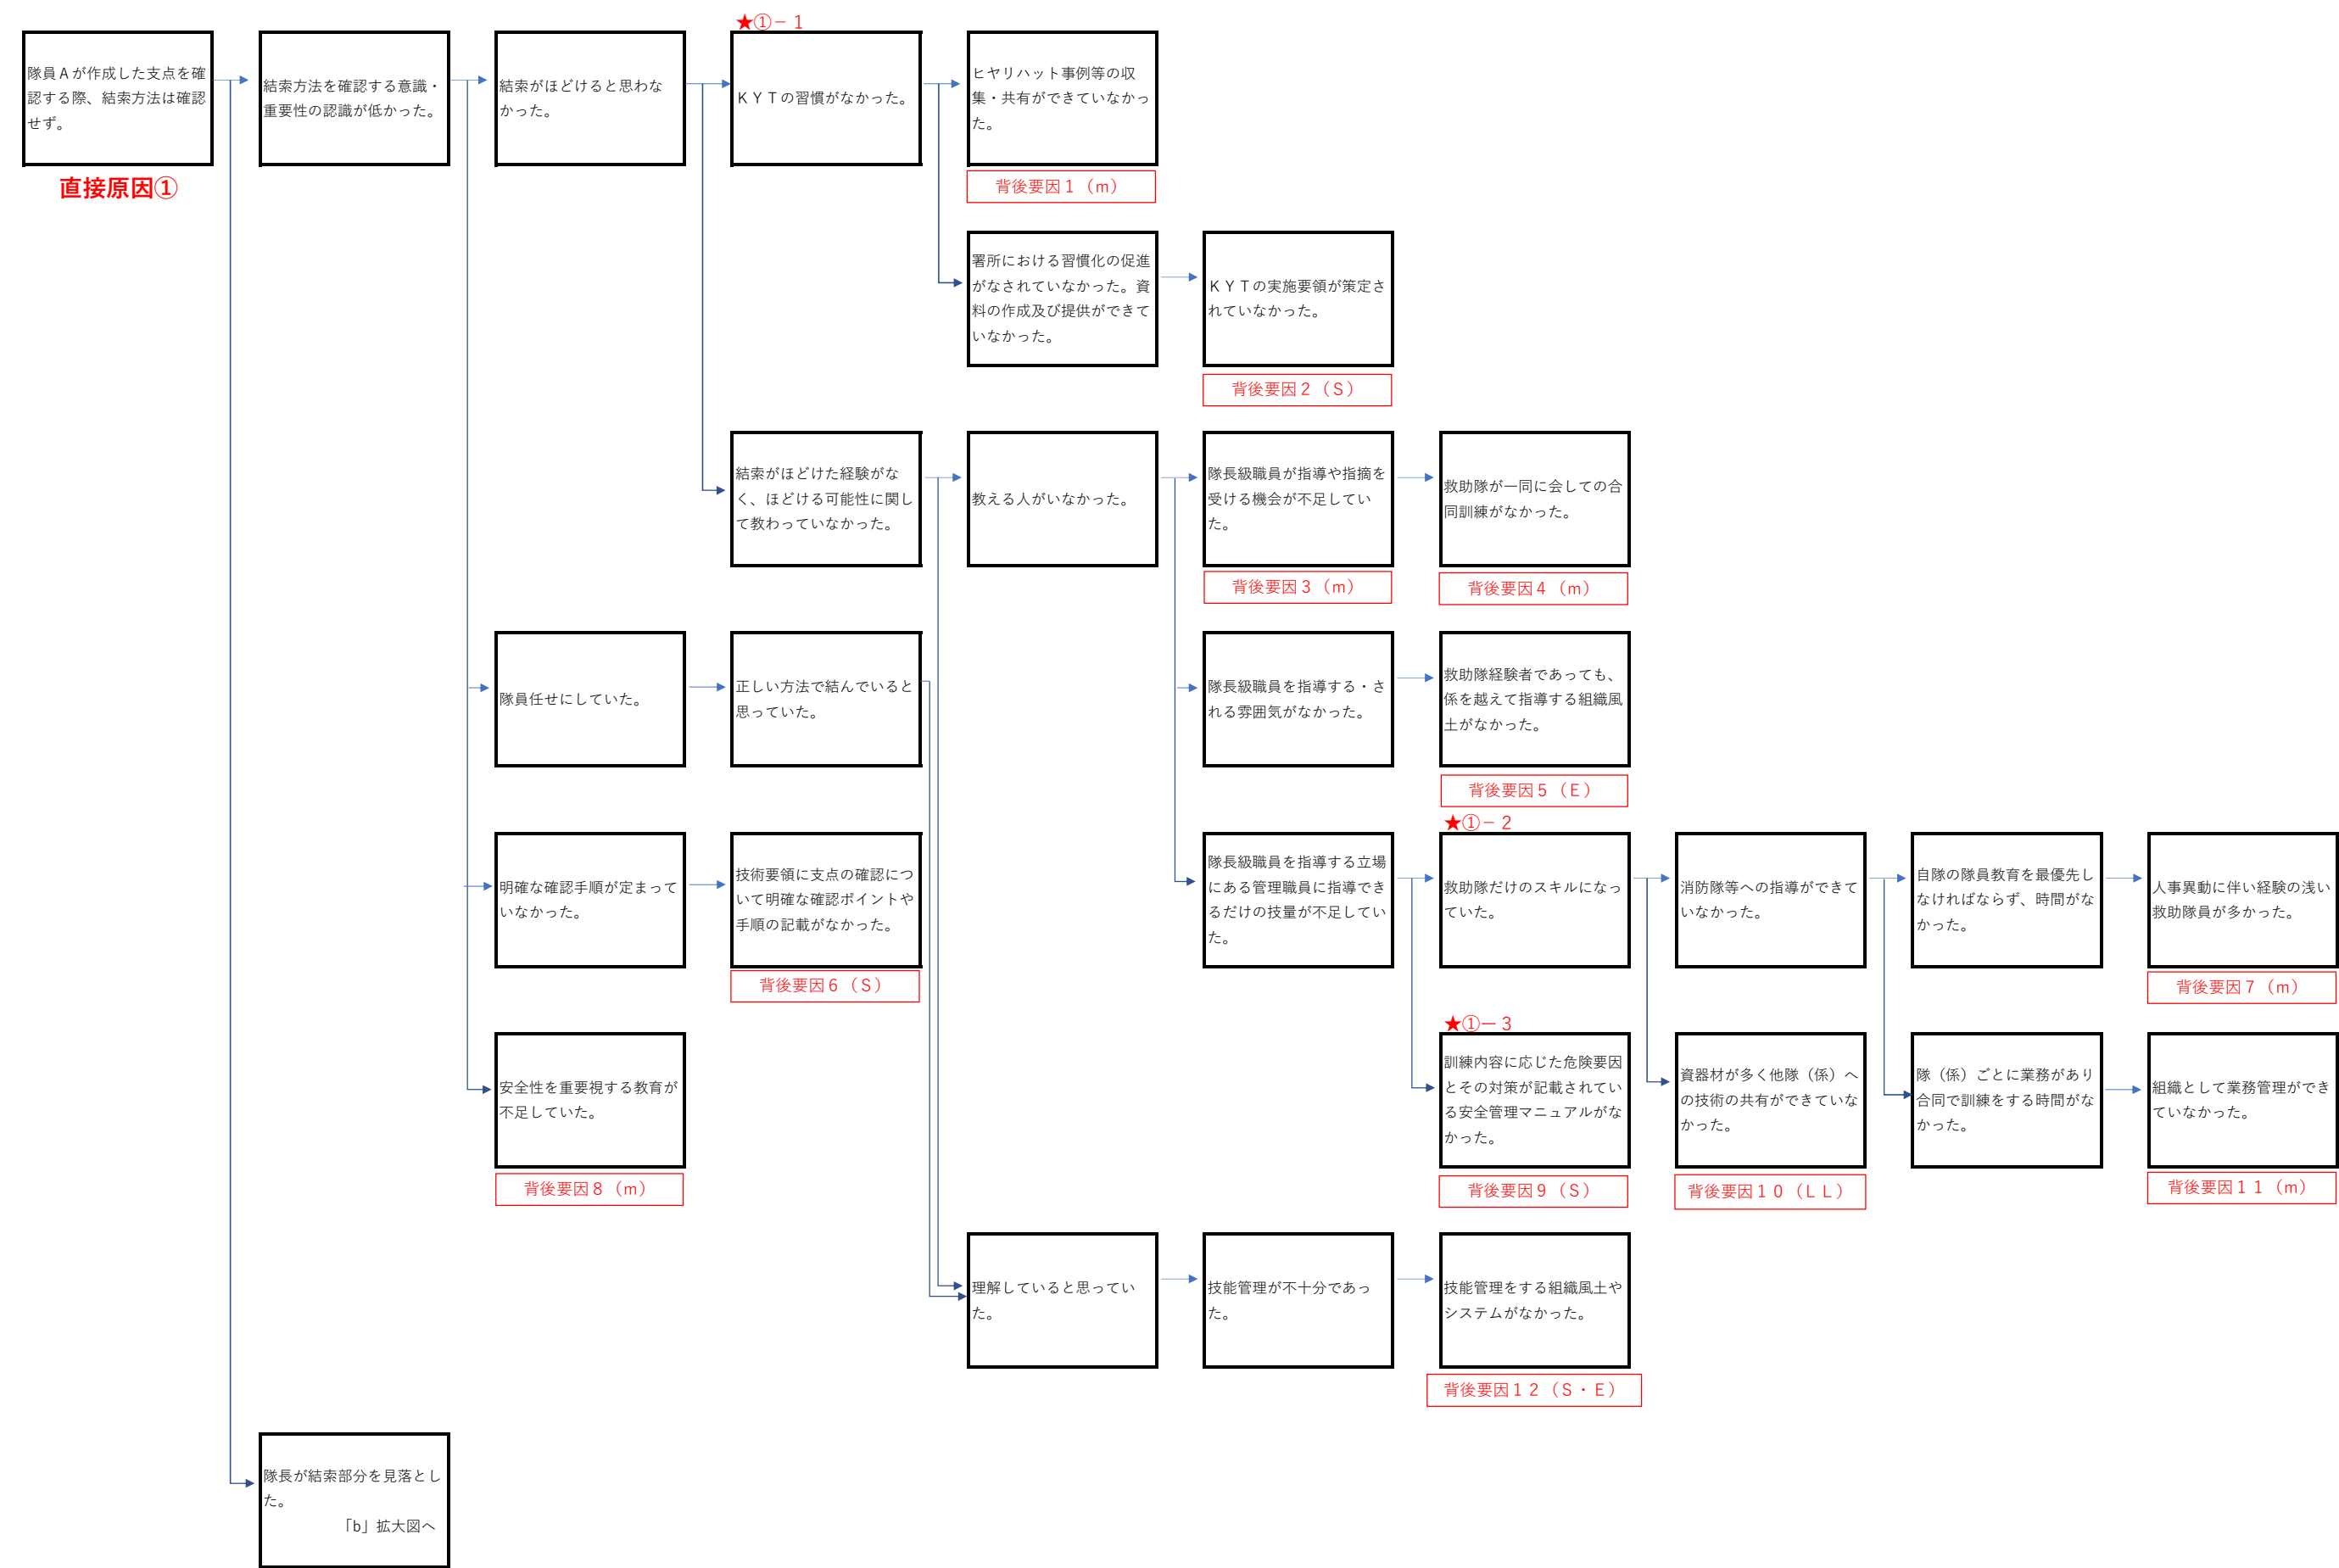 ★①－１
隊員Ａが作成した支点を確
認する際、結索方法は確認
せず。
直接原因①
結索方法を確認する意識・
重要性の認識が低かった。
結索がほどけると思わな
かった。
ＫＹＴの習慣がなかった。
ヒヤリハット事例等の収
集・共有ができていなかっ
た。
背後要因１（m）
署所における習慣化の促進
がなされていなかった。資
料の作成及び提供ができて
いなかった。
ＫＹＴの実施要領が策定さ
れていなかった。
背後要因２（S）
結索がほどけた経験がな
く、ほどける可能性に関し
て教わっていなかった。
教える人がいなかった。
隊長級職員が指導や指摘を
受ける機会が不足してい
た。
背後要因３（m）
救助隊が一同に会しての合
同訓練がなかった。
背後要因４（m）
隊員任せにしていた。
正しい方法で結んでいると
思っていた。
隊長級職員を指導する・さ
れる雰囲気がなかった。
救助隊経験者であっても、
係を越えて指導する組織風
土がなかった。
背後要因５（E）
明確な確認手順が定まって
いなかった。
技術要領に支点の確認につ
いて明確な確認ポイントや
手順の記載がなかった。
背後要因６（S）
隊長級職員を指導する立場
にある管理職員に指導でき
るだけの技量が不足してい
た。
★①－２
救助隊だけのスキルになっ
ていた。
消防隊等への指導ができて
いなかった。
自隊の隊員教育を最優先し
なければならず、時間がな
かった。
人事異動に伴い経験の浅い
救助隊員が多かった。
背後要因７（m）
安全性を重要視する教育が
不足していた。
背後要因８（m）
★①ー３
訓練内容に応じた危険要因
とその対策が記載されてい
る安全管理マニュアルがな
かった。
背後要因９（S）
資器材が多く他隊（係）へ
の技術の共有ができていな
かった。
背後要因１０（ＬＬ）
隊（係）ごとに業務があり
合同で訓練をする時間がな
かった。
組織として業務管理ができ
ていなかった。
背後要因１１（m）
理解していると思ってい
た。
技能管理が不十分であっ
た。
技能管理をする組織風土や
システムがなかった。
背後要因１２（S・E）
隊長が結索部分を見落とし
た。
「b」拡大図へ